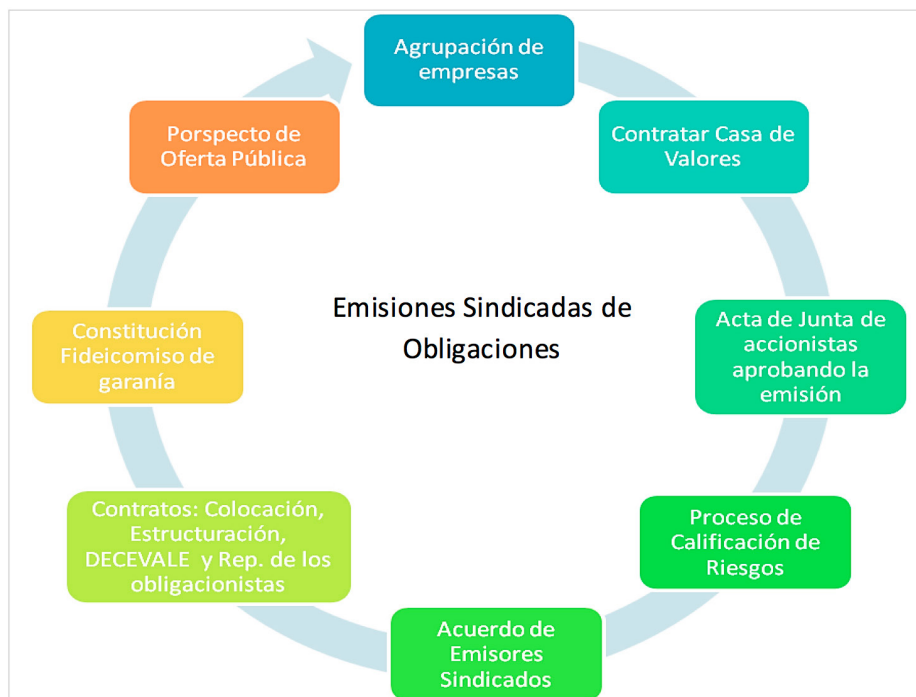 Agrupación de
empresas
Contratar Casa de
Valores
Acta de Junta de
accionistas
aprobando la
emisión
Proceso de
Calificación de
Riesgos
Acuerdo de
Emisores
Sindicados
Contratos: Colocación,
Estructuración,
DECEVALE y Rep. de los
obligacionistas
Constitución
Fideicomiso de
garanía
Porspecto de
Oferta Pública
Emisiones Sindicadas de
Obligaciones